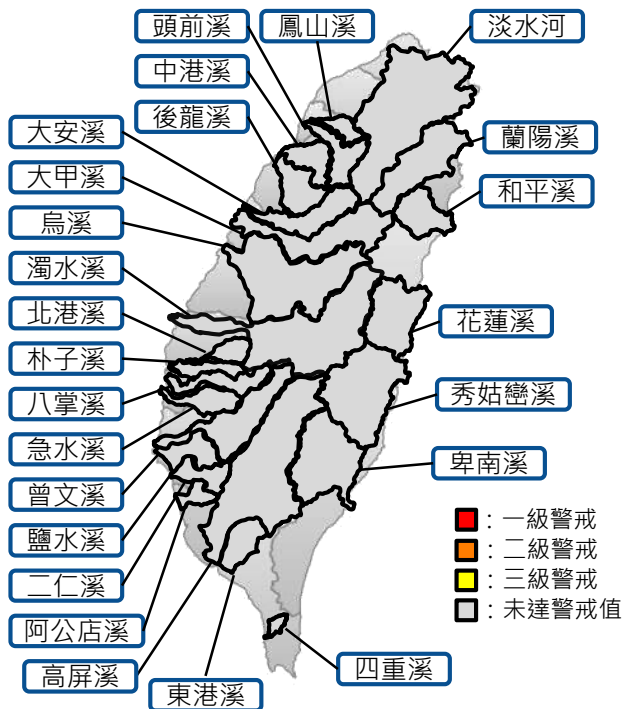 頭前溪
鳳山溪
淡水河
中港溪
後龍溪
大安溪
蘭陽溪
大甲溪
和平溪
烏溪
濁水溪
北港溪
花蓮溪
朴子溪
八掌溪
秀姑巒溪
急水溪
卑南溪
曾文溪
鹽水溪
二仁溪
阿公店溪
高屏溪
東港溪
四重溪
：一級警戒
：二級警戒
：三級警戒
：未達警戒值